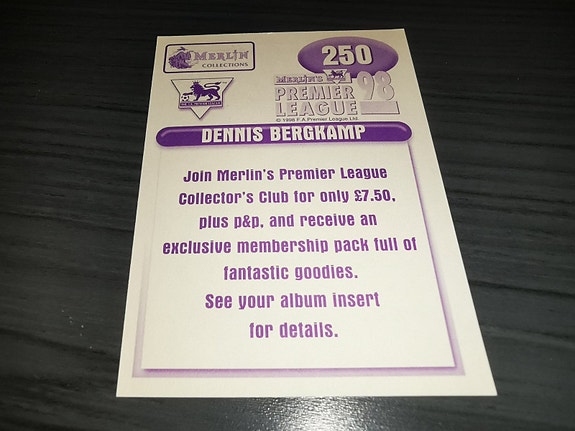 MERLIN
COLLECTIONS
250
MERLIN'S
PREMIER
LEAGUE 98
© 1998 F.A Premier League Ltd.
DENNIS BERGKAMP
Join Merlin's Premier League
Collector's Club for only £7.50,
plus p&p, and receive an
exclusive membership pack full of
fantastic goodies.
See your album insert
for details.